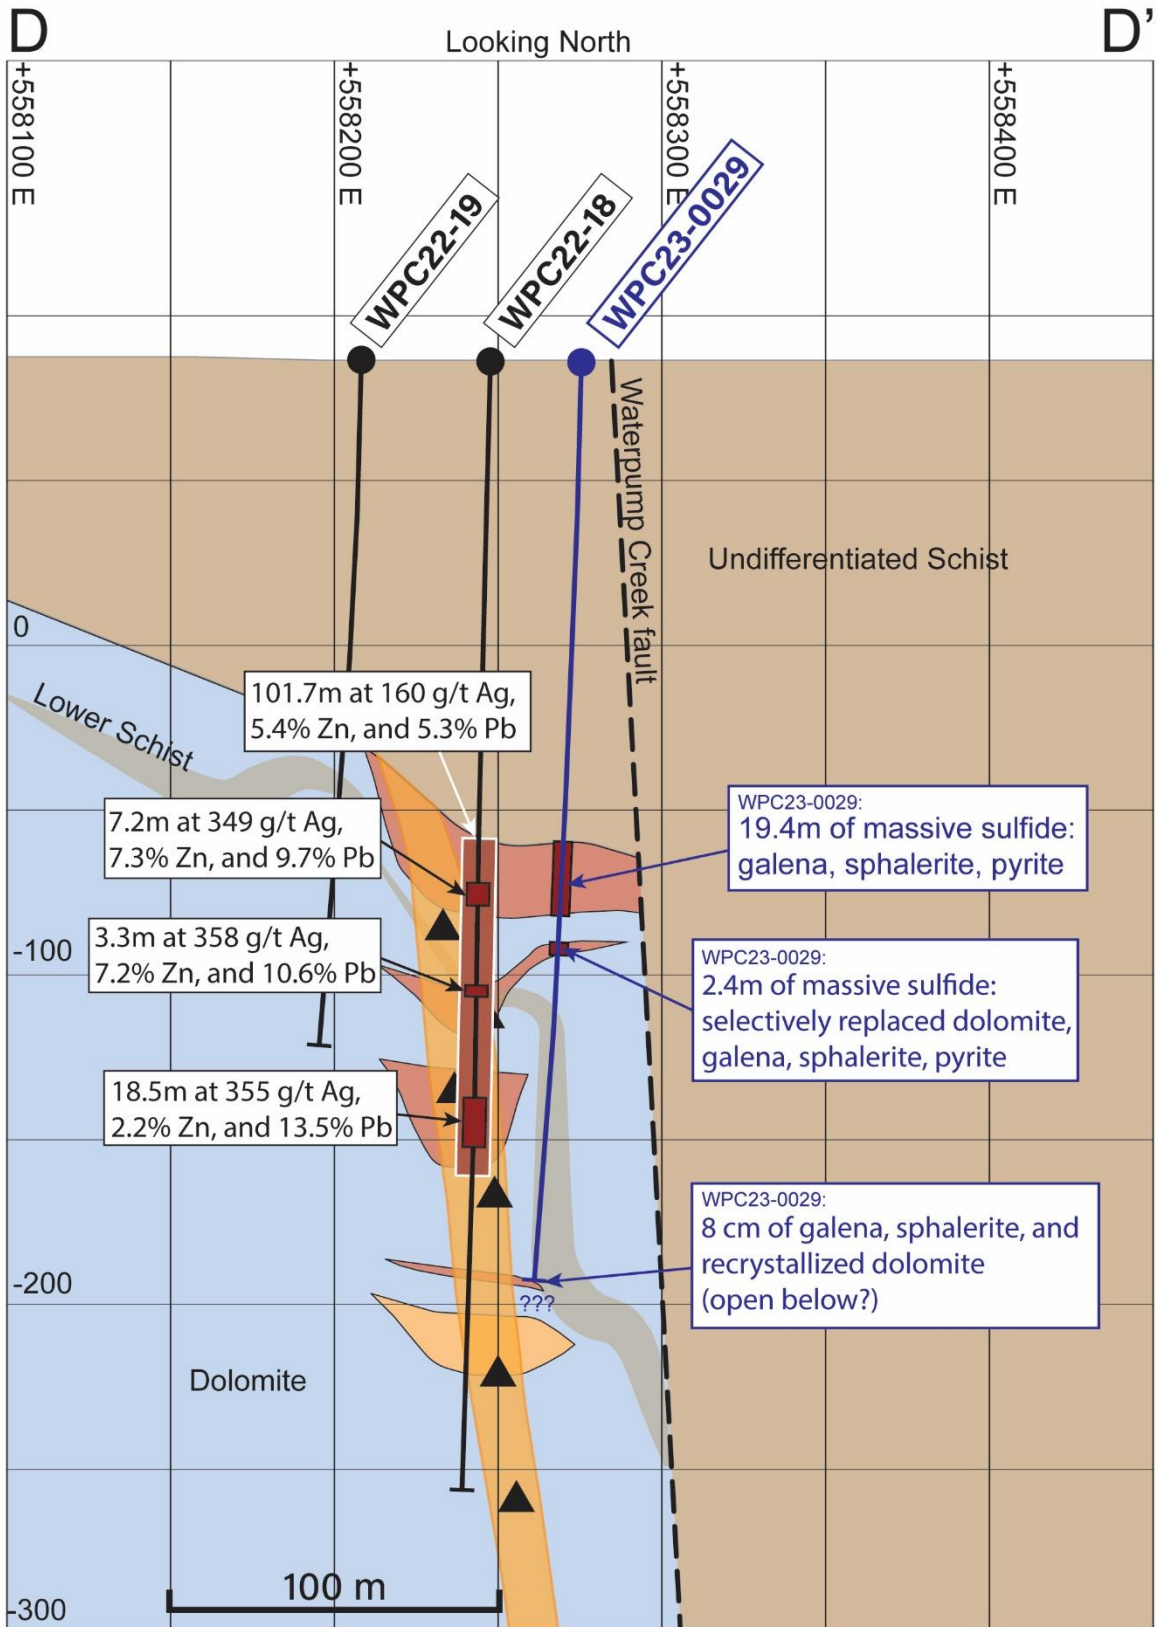 D
D’
Looking North
+558100 E
+558200 E
+558300 E
+558400 E
WPC22-19
WPC22-18
WPC23-0029
Waterpump Creek fault
Undifferentiated Schist
0
Lower Schist
101.7m at 160 g/t Ag,
5.4% Zn, and 5.3% Pb
7.2m at 349 g/t Ag,
7.3% Zn, and 9.7% Pb
WPC23-0029:
19.4m of massive sulfide:
galena, sphalerite, pyrite
-100
3.3m at 358 g/t Ag,
7.2% Zn, and 10.6% Pb
WPC23-0029:
2.4m of massive sulfide:
selectively replaced dolomite,
galena, sphalerite, pyrite
18.5m at 355 g/t Ag,
2.2% Zn, and 13.5% Pb
WPC23-0029:
8 cm of galena, sphalerite, and
recrystallized dolomite
(open below?)
-200
???
Dolomite
100 m
-300